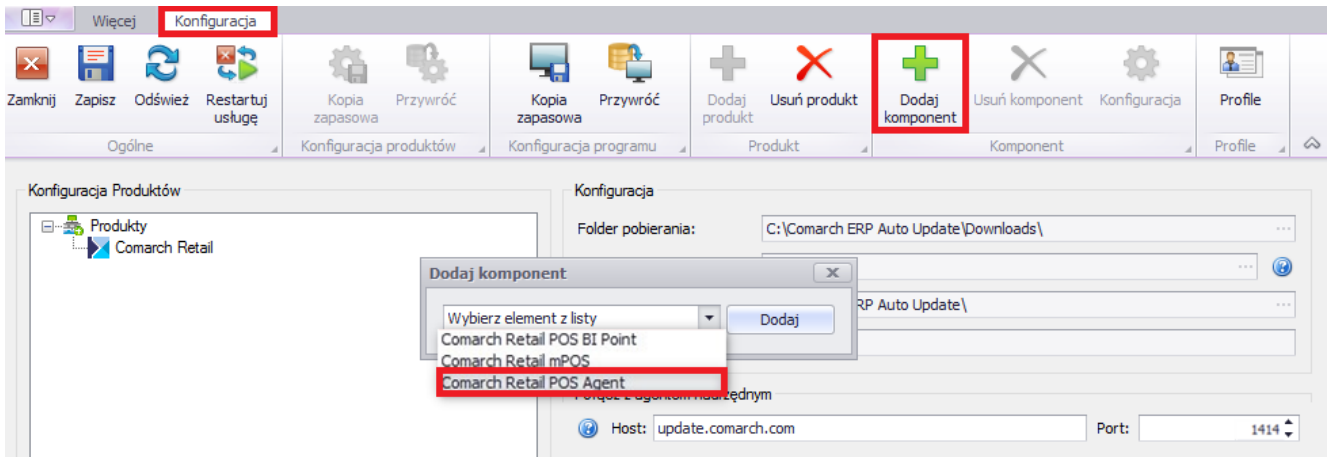 Więcej Konfiguracja
Zamknij Zapisz Odśwież Restartuj usługę Kopia zapasowa Przywróć Kopia zapasowa Przywróć Dodaj produkt Usuń produkt Dodaj komponent Usuń komponent Konfiguracja Profile
Ogólne Konfiguracja produktów Konfiguracja programu Produkt Komponent Profile
Konfiguracja Produktów
Produkty
Comarch Retail
Konfiguracja
Folder pobierania: C:\Comarch ERP Auto Update\Downloads\
RP Auto Update\
Dodaj komponent
Wybierz element z listy Dodaj
Comarch Retail POS BI Point
Comarch Retail mPOS
Comarch Retail POS Agent
Host: update.comarch.com Port: 1414